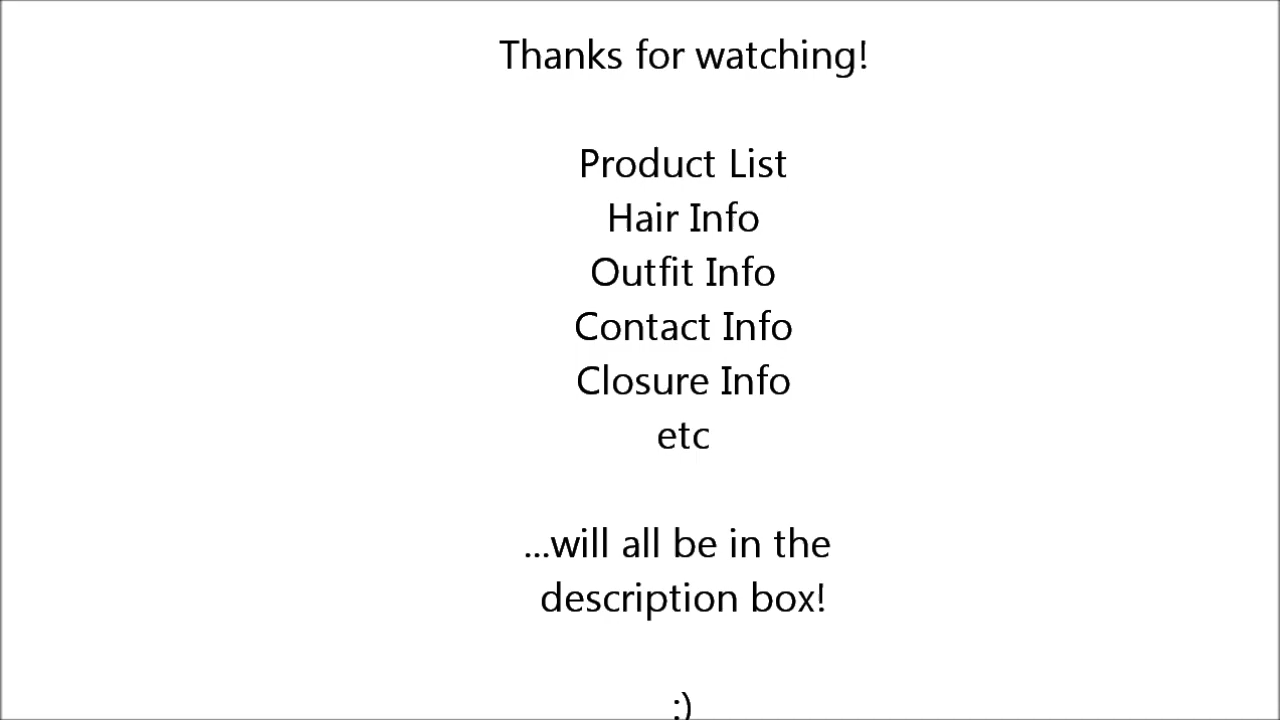 Thanks for watching!
Product List
Hair Info
Outfit Info
Contact Info
Closure Info
etc
...will all be in the
description box!
:)